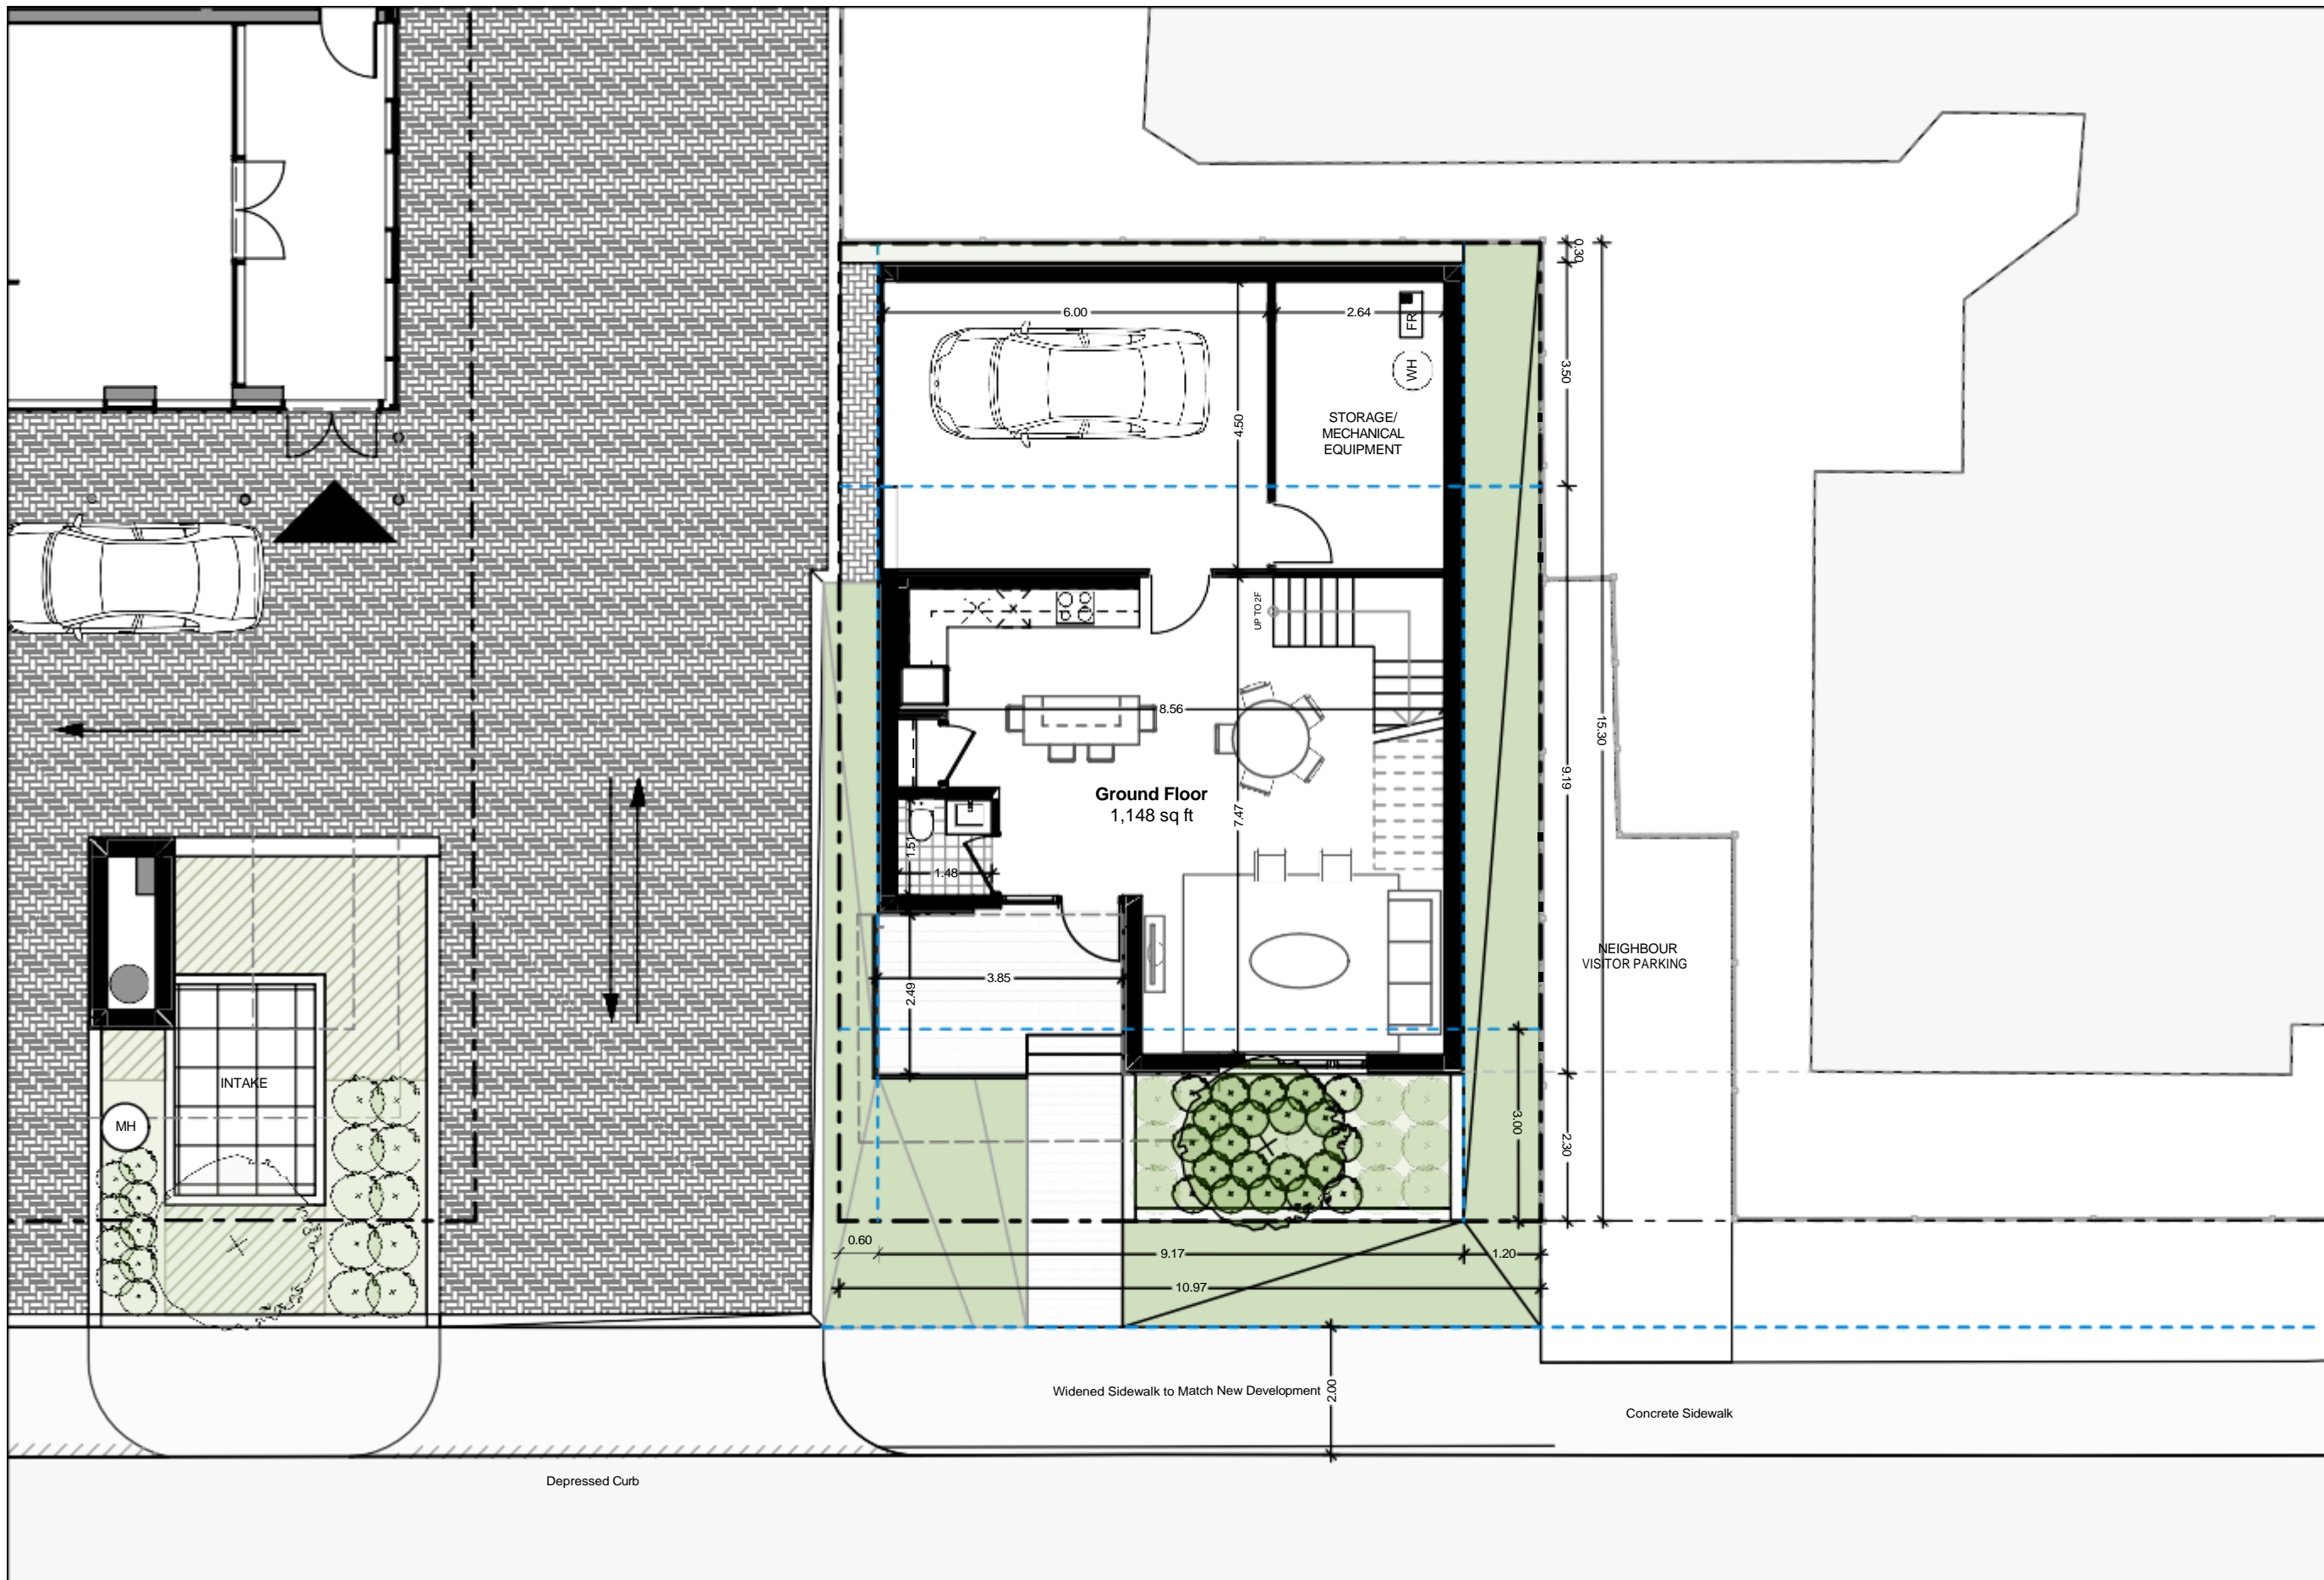 0.30
6.00
2.64
FR
WH
3.50
4.50
STORAGE/
MECHANICAL
EQUIPMENT
UP TO 2F
8.56
15.30
9.19
Ground Floor
1,148 sq ft
7.47
1.51
1.48
NEIGHBOUR
VISITOR PARKING
3.85
2.49
INTAKE
MH
3.00
2.30
0.60
9.17
1.20
10.97
Widened Sidewalk to Match New Development
2.00
Concrete Sidewalk
Depressed Curb